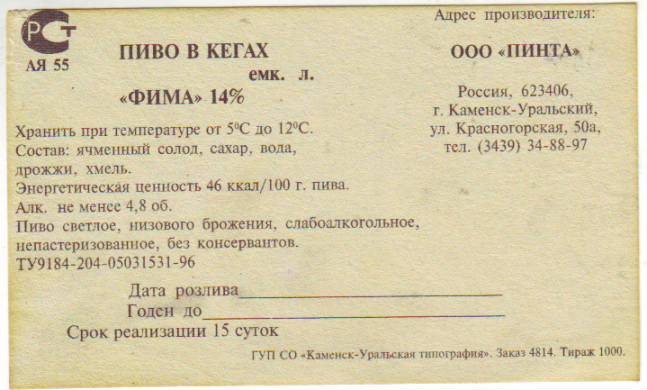 РСТ
АЯ 55
ПИВО В КЕГАХ
емк. л.
«ФИМА» 14%
Адрес производителя:
ООО «ПИНТА»
Россия, 623406,
г. Каменск-Уральский,
ул. Красногорская, 50а,
тел. (3439) 34-88-97
Хранить при температуре от 5⁰С до 12⁰С.
Состав: ячменный солод, сахар, вода,
дрожжи, хмель.
Энергетическая ценность 46 ккал/100 г. пива.
Алк. не менее 4,8 об.
Пиво светлое, низового брожения, слабоалкогольное,
непастеризованное, без консервантов.
ТУ9184-204-05031531-96
Дата розлива
Годен до
Срок реализации 15 суток
ГУП СО «Каменск-Уральская типография». Заказ 4814. Тираж 1000.